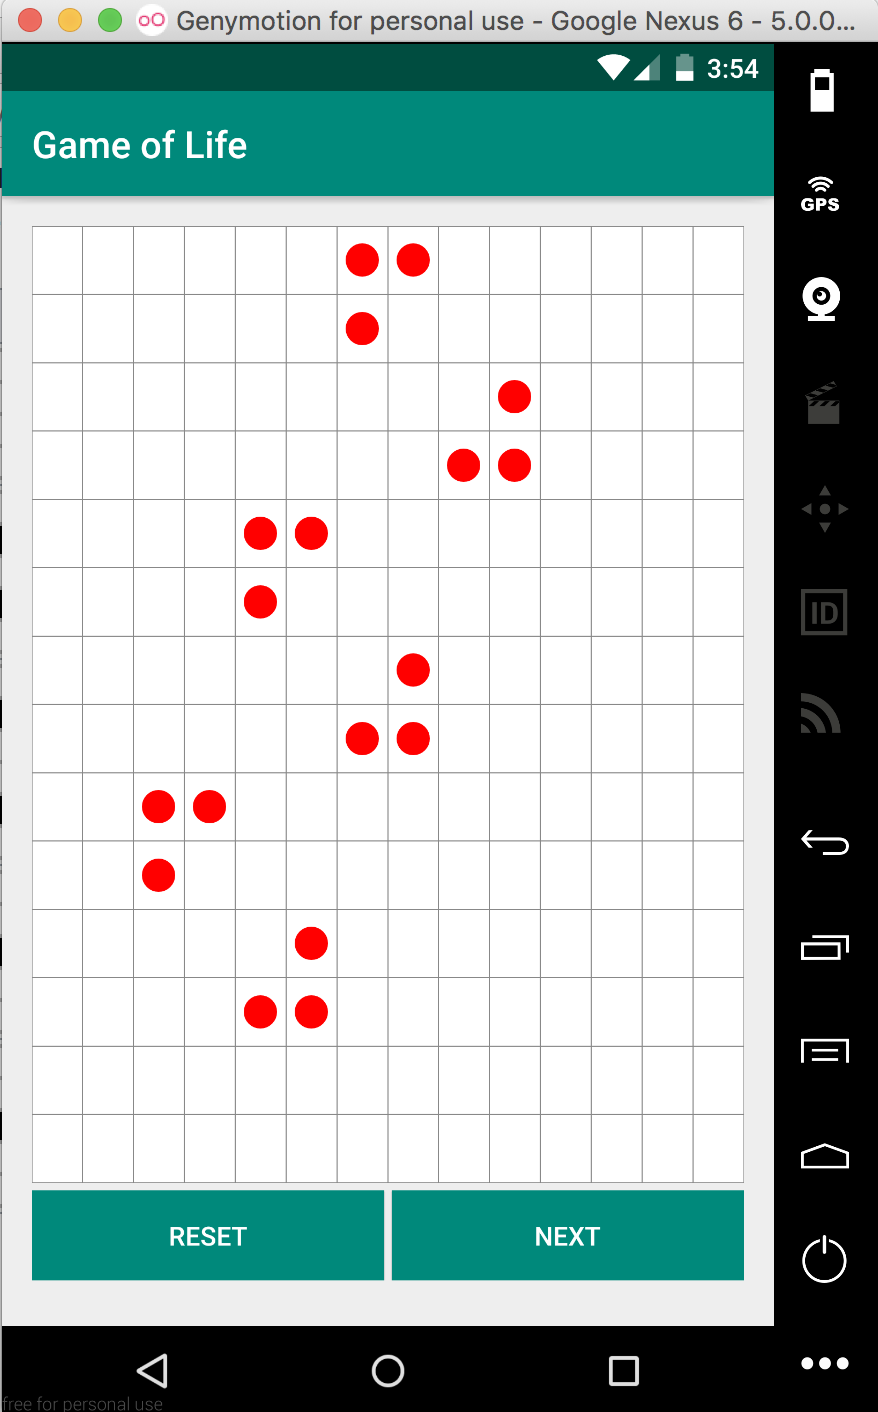 Genymotion for personal use - Google Nexus 6 - 5.0.0...
3:54
Game of Life
GPS
ID
RESET
NEXT
free for personal use